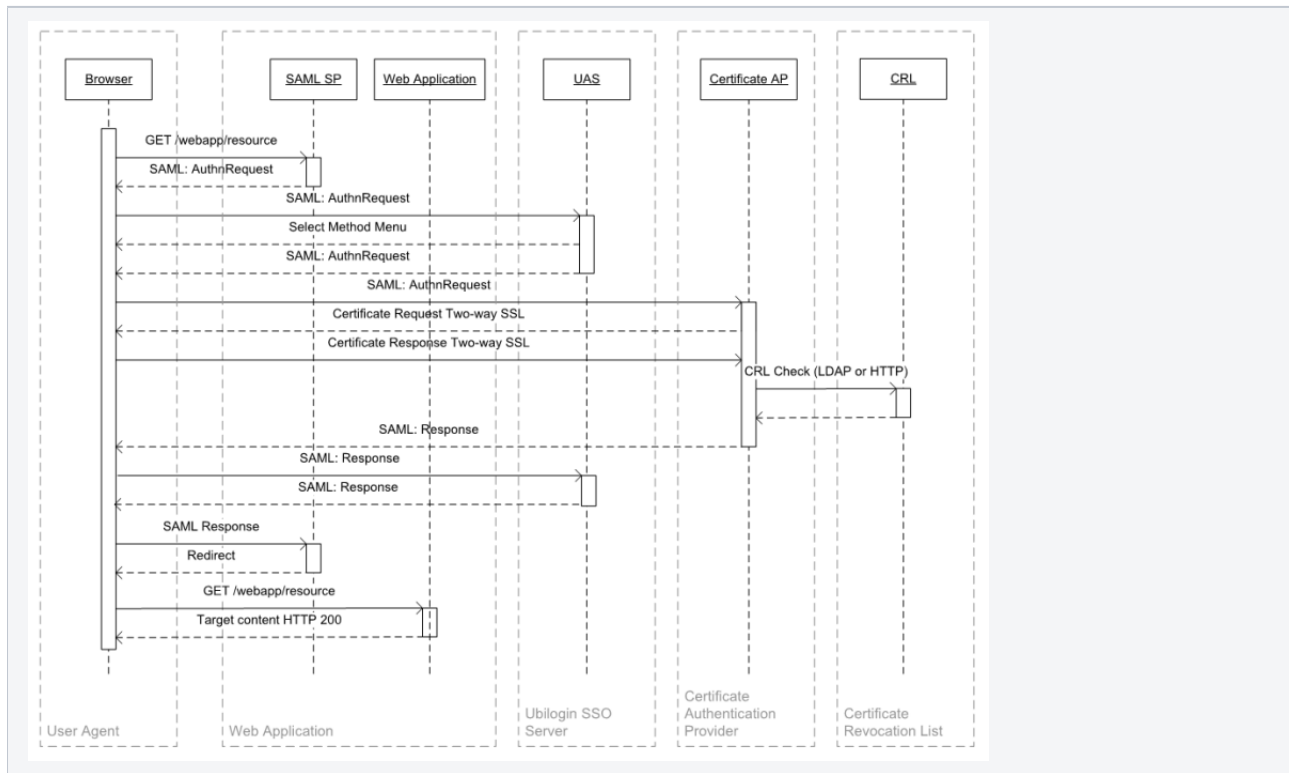 Browser
SAML SP
Web Application
UAS
Certificate AP
CRL
GET /webapp/resource
SAML: AuthnRequest
SAML: AuthnRequest
Select Method Menu
SAML: AuthnRequest
SAML: AuthnRequest
Certificate Request Two-way SSL
Certificate Response Two-way SSL
CRL Check (LDAP or HTTP)
SAML: Response
SAML: Response
SAML: Response
SAML Response
Redirect
GET /webapp/resource
Target content HTTP 200
User Agent
Web Application
Ubilogin SSO
Server
Certificate
Authentication
Provider
Certificate
Revocation List